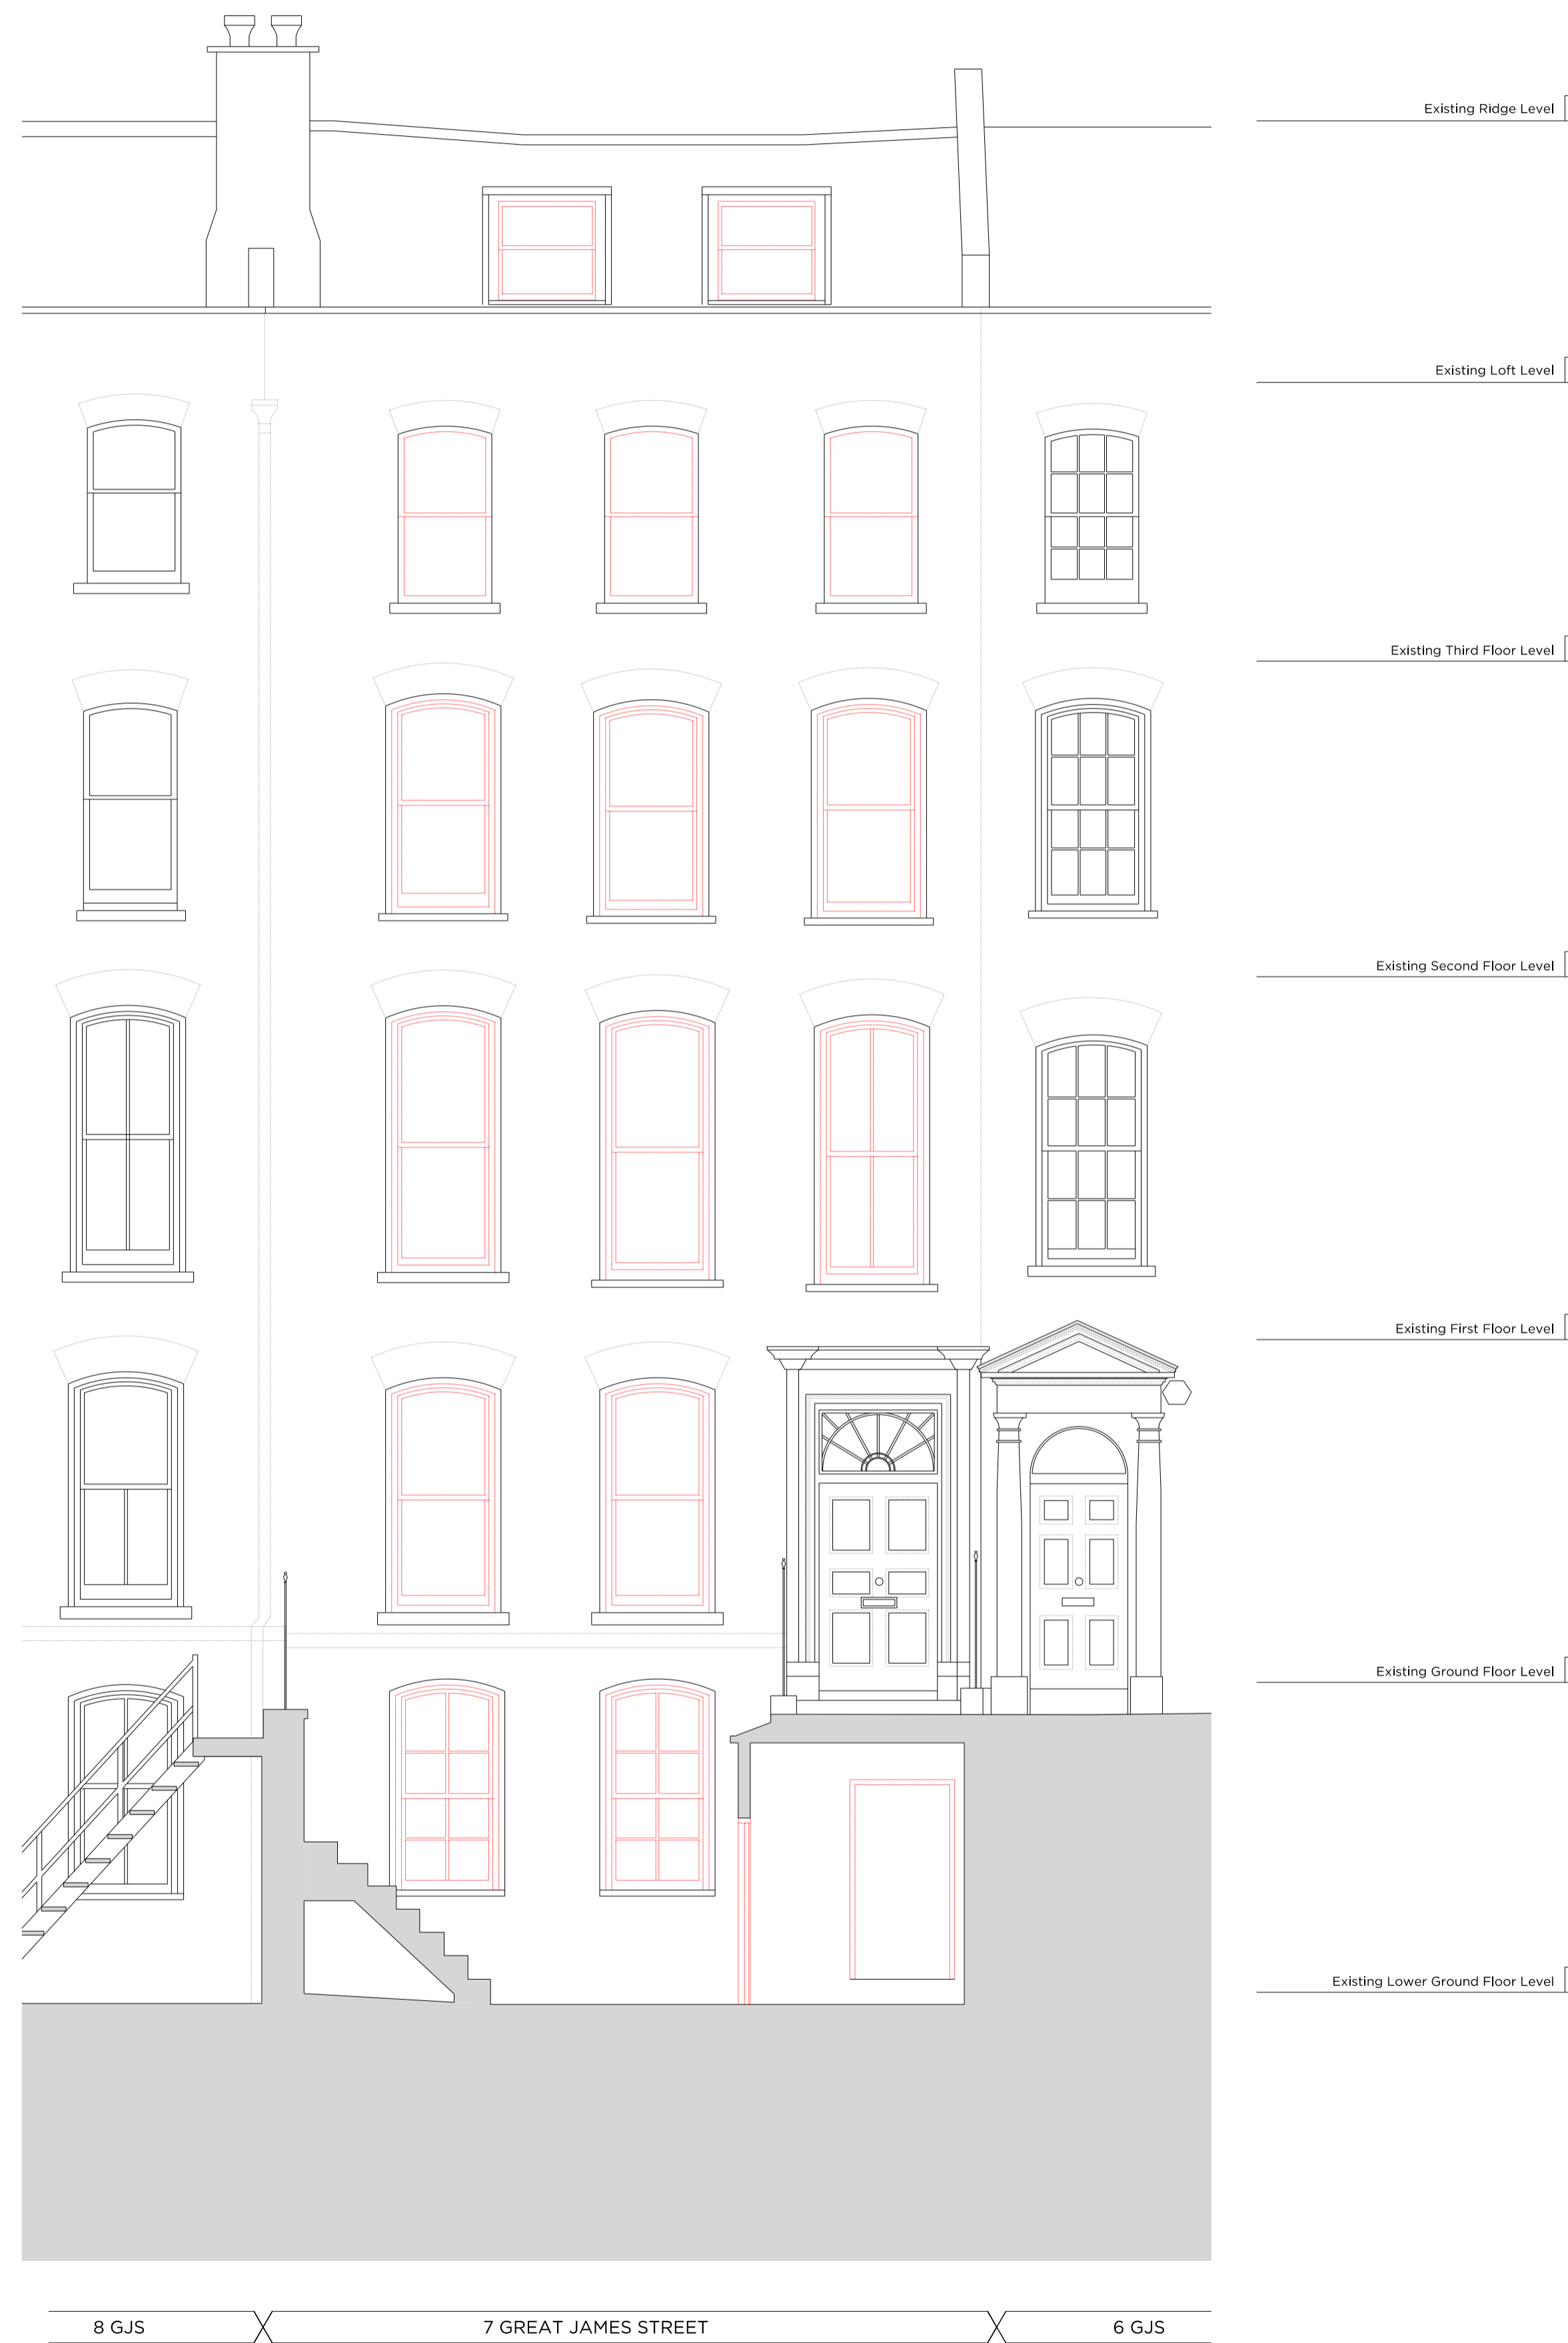 Existing Ridge Level
Existing Loft Level
Existing Third Floor Level
Existing Second Floor Level
Existing First Floor Level
Existing Ground Floor Level
Existing Lower Ground Floor Level
8 GJS
7 GREAT JAMES STREET
6 GJS